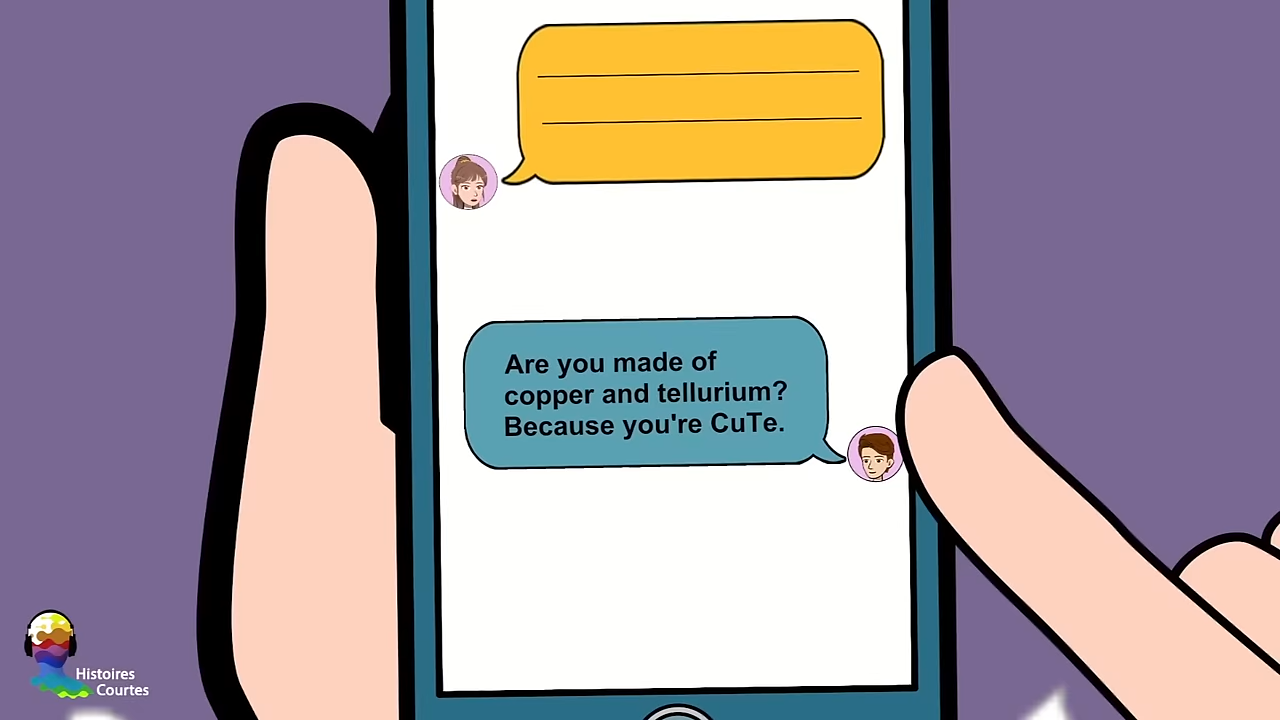 Are you made of
copper and tellurium?
Because you're CuTe.
Histoires
Courtes